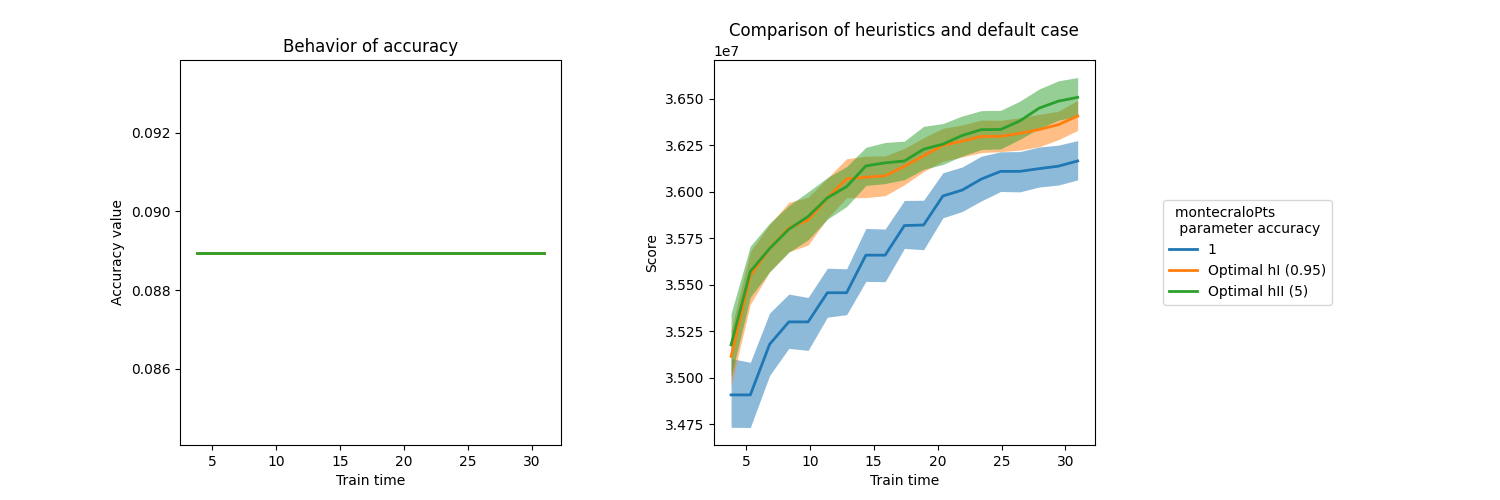 Behavior of accuracy
Accuracy value
0.092
0.090
0.088
0.086
5 10 15 20 25 30
Train time
Comparison of heuristics and default case
1e7
Score
3.650
3.625
3.600
3.575
3.550
3.525
3.500
3.475
5 10 15 20 25 30
Train time
montecraloPts
parameter accuracy
1
Optimal hI (0.95)
Optimal hII (5)